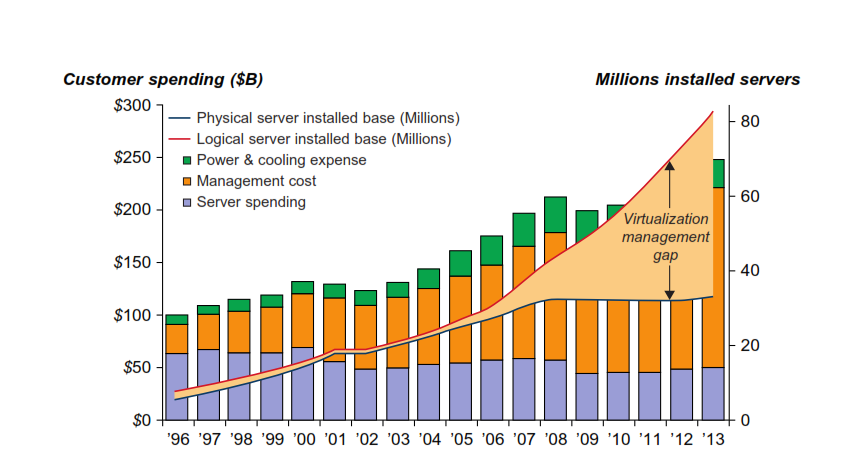 Customer spending ($B)
Millions installed servers
$300
$250
$200
$150
$100
$50
$0
80
60
40
20
0
Physical server installed base (Millions)
Logical server installed base (Millions)
Power & cooling expense
Management cost
Server spending
Virtualization
management
gap
’96 ’97 ’98 ’99 ’00 ’01 ’02 ’03 ’04 ’05 ’06 ’07 ’08 ’09 ’10 ’11 ’12 ’13